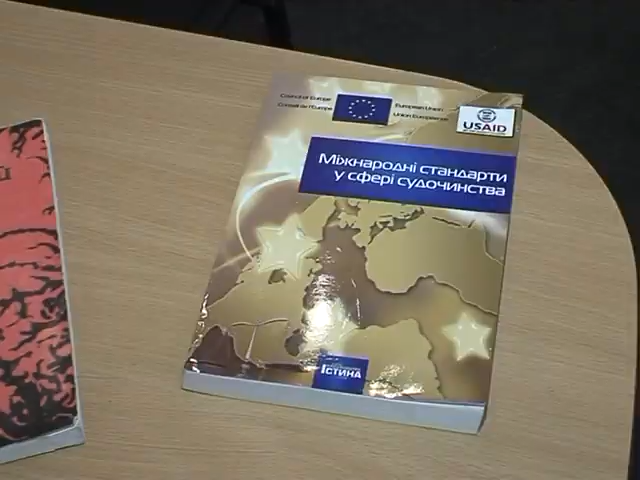 Council of Europe
Conseil de l'Europe
European Union
Union Européenne
USAID
Міжнародні стандарти
у сфері судочинства
Істина